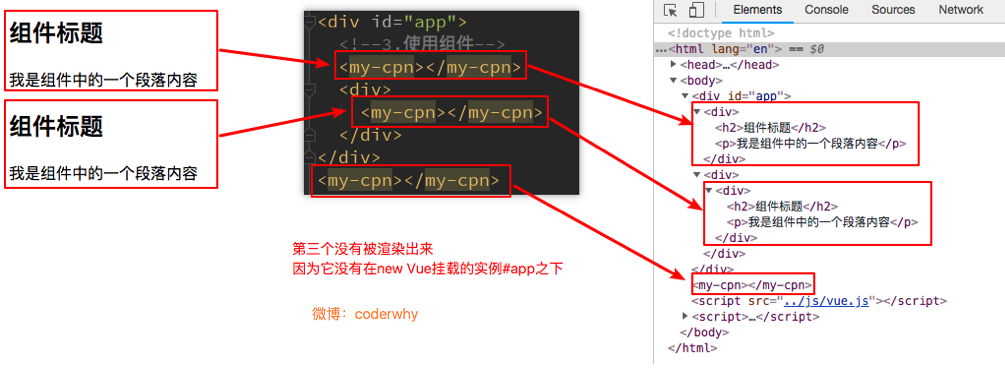 组件标题
我是组件中的一个段落内容
组件标题
我是组件中的一个段落内容
<div id="app">
<!--3.使用组件-->
<my-cpn></my-cpn>
<div>
<my-cpn></my-cpn>
</div>
</div>
<my-cpn></my-cpn>
第三个没有被渲染出来
因为它没有在new Vue挂载的实例#app之下
微博：coderwhy
Elements Console Sources Network
<!doctype html>
…<html lang="en"> == $0
<head>…</head>
<body>
<div id="app">
<div>
<h2>组件标题</h2>
<p>我是组件中的一个段落内容</p>
</div>
<div>
<div>
<h2>组件标题</h2>
<p>我是组件中的一个段落内容</p>
</div>
</div>
</div>
<my-cpn></my-cpn>
<script src="../js/vue.js"></script>
<script>…</script>
</body>
</html>